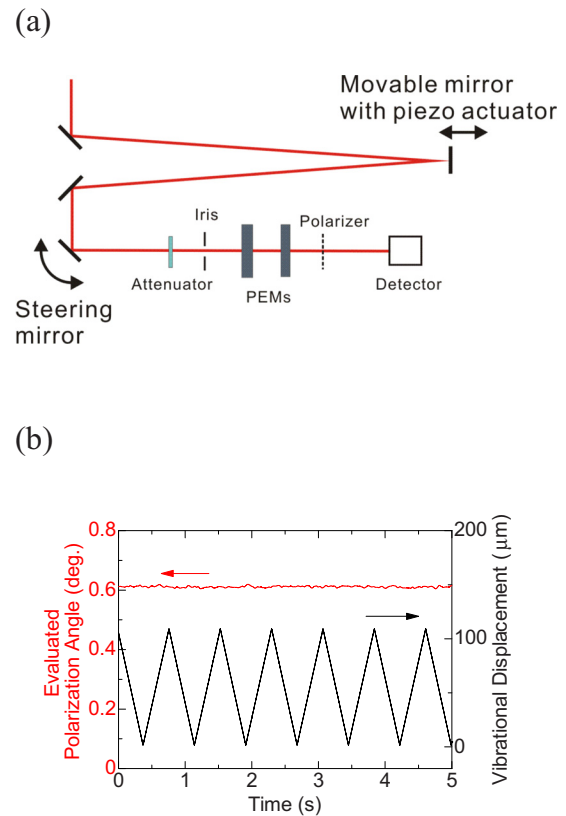 (a)
Movable mirror
with piezo actuator
Iris
Polarizer
Attenuator
PEMs
Detector
Steering
mirror
(b)
Evaluated
Polarization Angle (deg.)
0.8
0.6
0.4
0.2
0
200
100
0
Vibrational Displacement (μm)
0 1 2 3 4 5
Time (s)